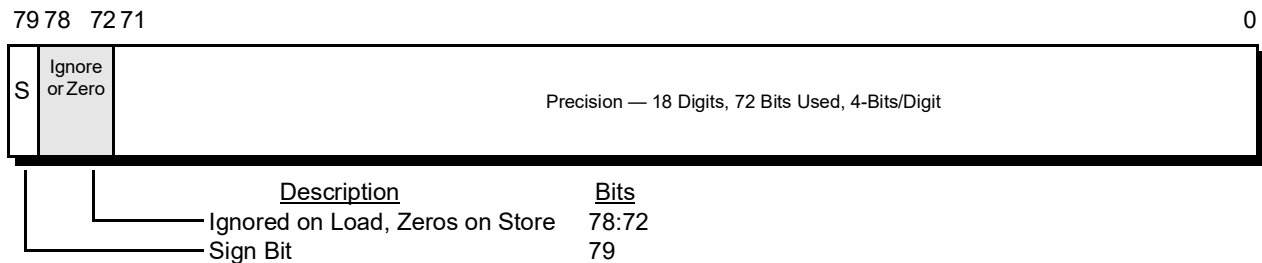 79 78 72 71 0
S
Ignore
or Zero
Precision — 18 Digits, 72 Bits Used, 4-Bits/Digit
Description Bits
Ignored on Load, Zeros on Store 78:72
Sign Bit 79